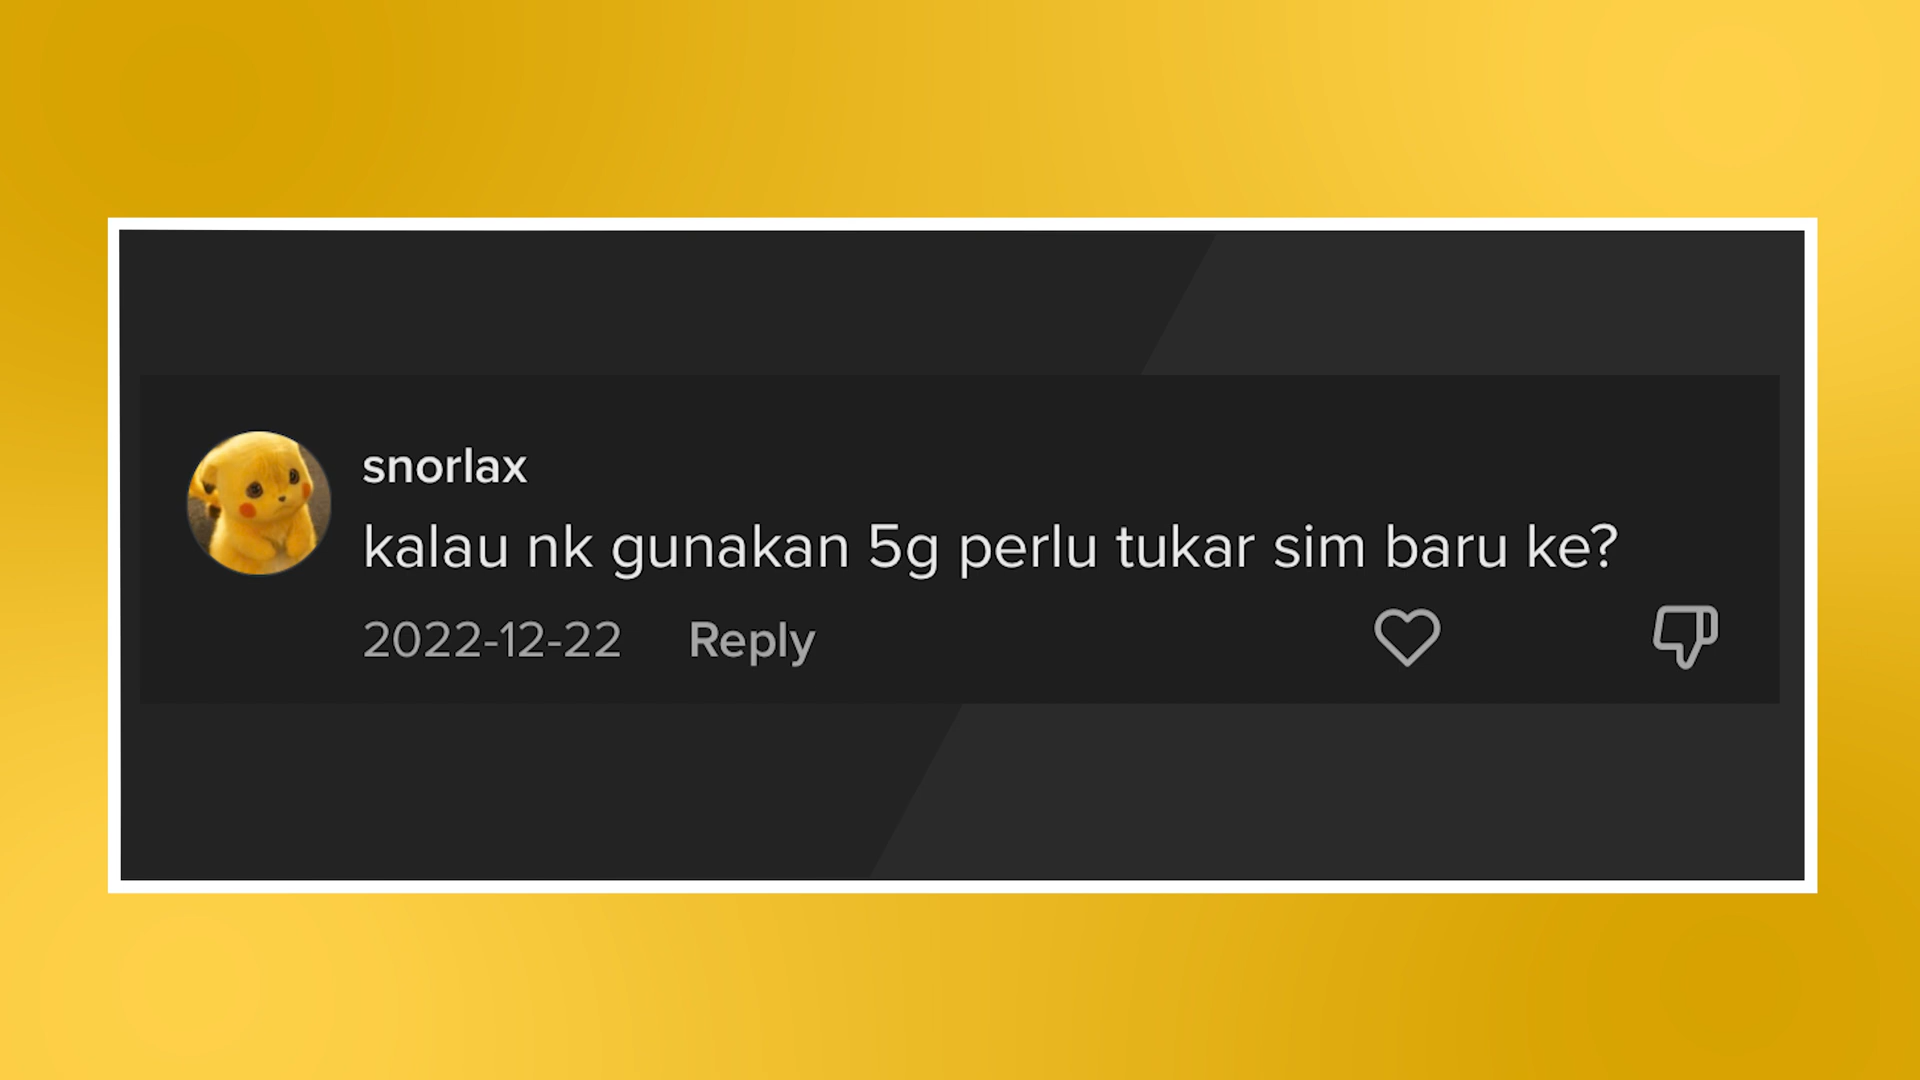 snorlax
kalau nk gunakan 5g perlu tukar sim baru ke?
2022-12-22 Reply